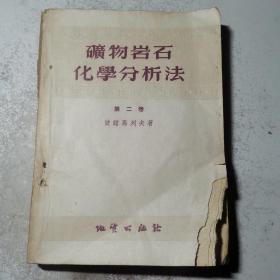 礦物岩石
化學分析法
第二卷
地質出版社